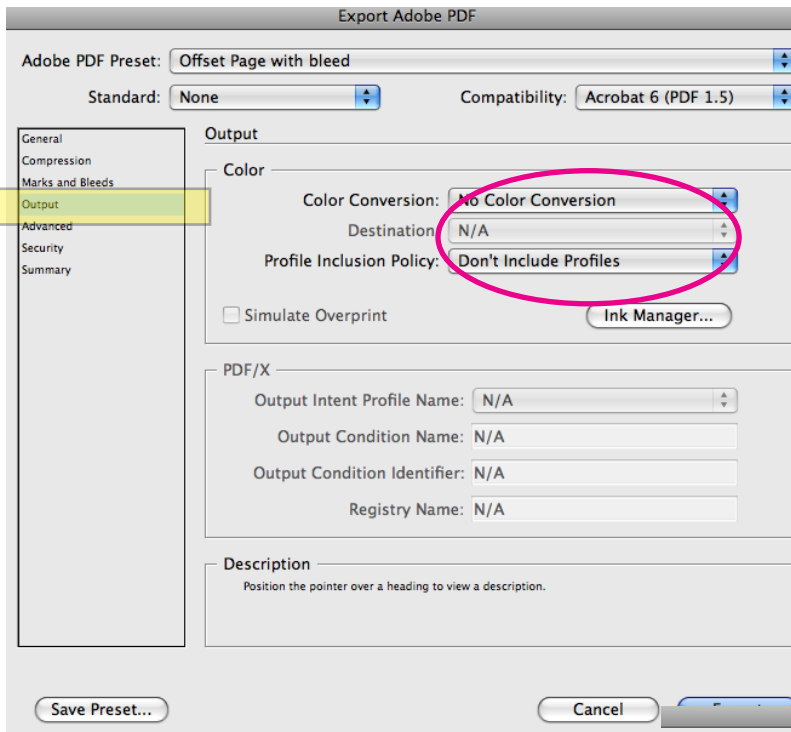 Export Adobe PDF
Adobe PDF Preset: Offset Page with bleed
Standard: None Compatibility: Acrobat 6 (PDF 1.5)
General
Compression
Marks and Bleeds
Output
Advanced
Security
Summary
Output
Color
Color Conversion: No Color Conversion
Destination N/A
Profile Inclusion Policy: Don't Include Profiles
Simulate Overprint Ink Manager...
PDF/X
Output Intent Profile Name: N/A
Output Condition Name: N/A
Output Condition Identifier: N/A
Registry Name: N/A
Description
Position the pointer over a heading to view a description.
Save Preset... Cancel